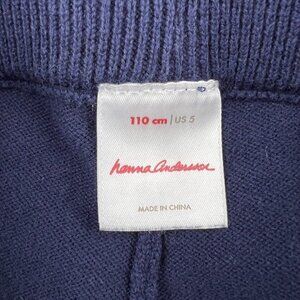 110 cm | US 5
hanna andersson
MADE IN CHINA